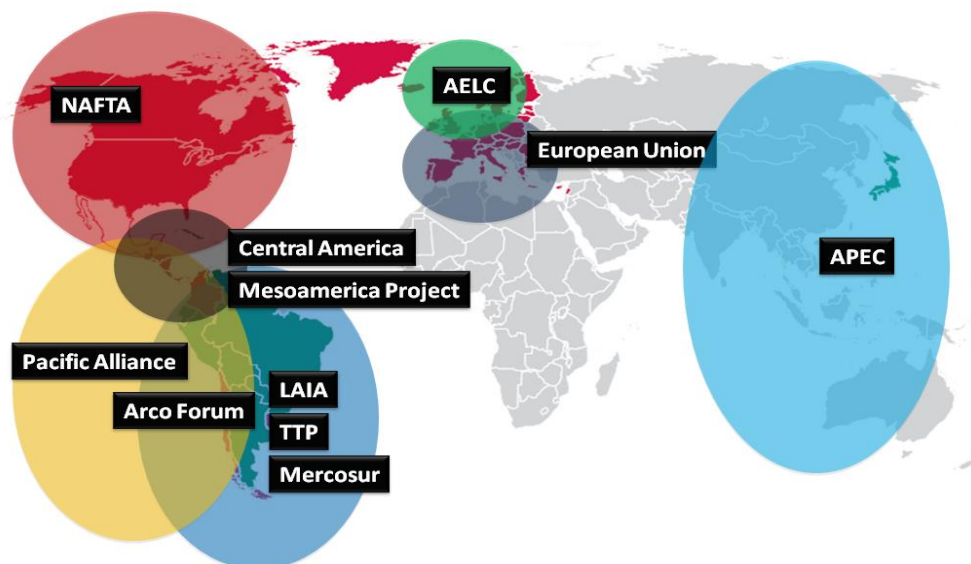 NAFTA
AELC
European Union
Central America
APEC
Mesoamerica Project
Pacific Alliance
LAIA
Arco Forum
TTP
Mercosur